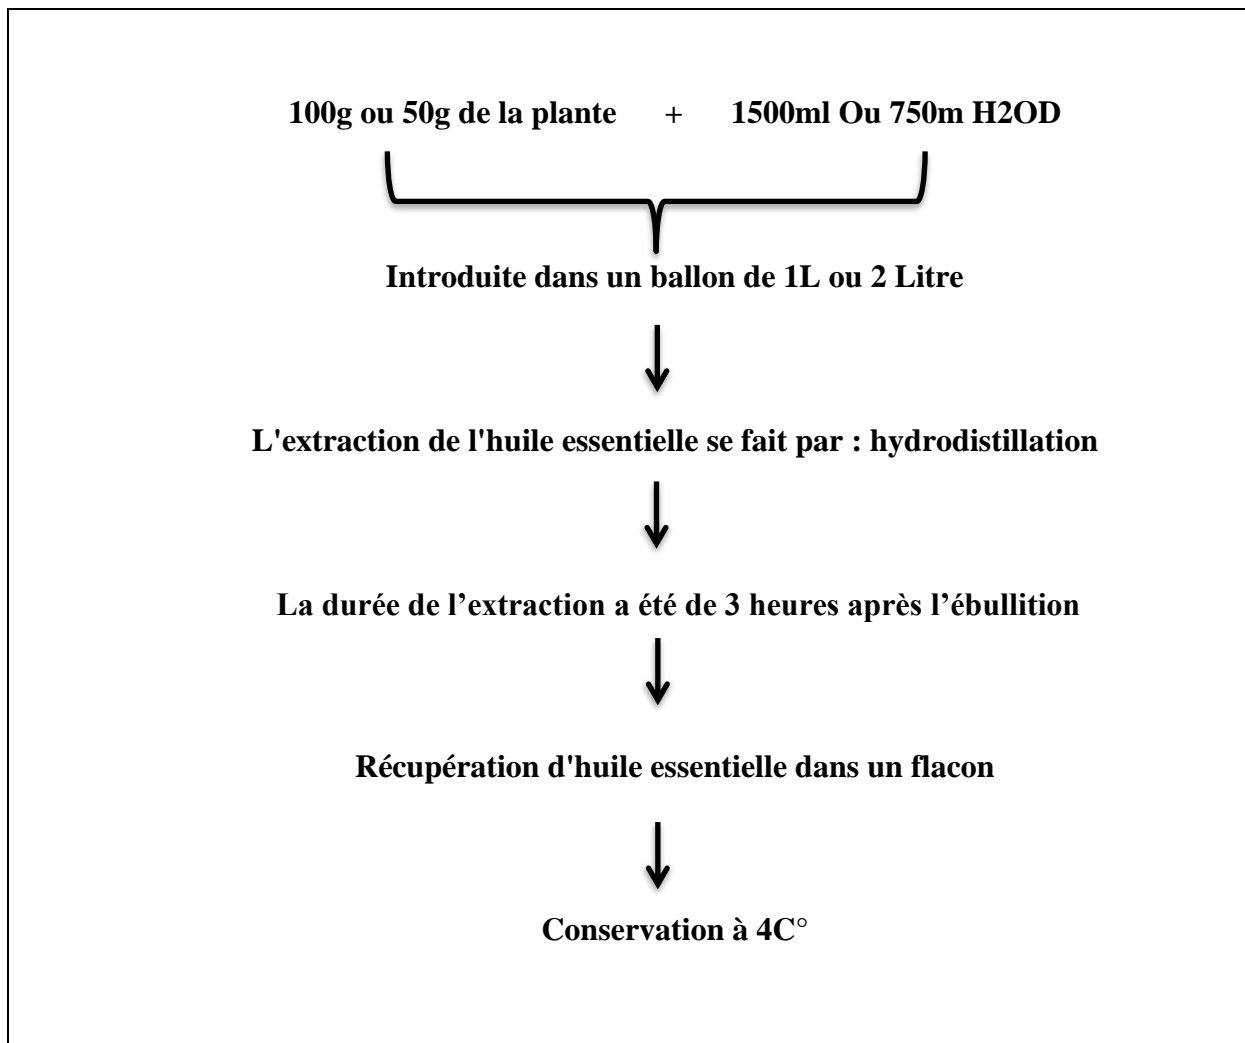 100g ou 50g de la plante + 1500ml Ou 750m H2OD
Introduite dans un ballon de 1L ou 2 Litre
L'extraction de l'huile essentielle se fait par : hydrodistillation
La durée de l’extraction a été de 3 heures après l’ébullition
Récupération d'huile essentielle dans un flacon
Conservation à 4C°